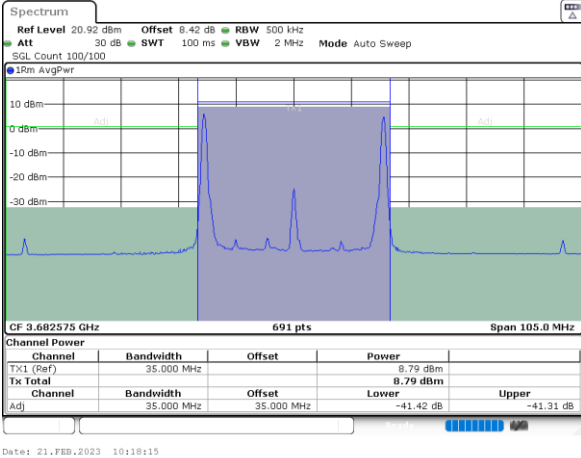 Spectrum
Ref Level 20.92 dBm Offset 8.42 dB RBW 500 kHz
Att 30 dB SWT 100 ms VBW 2 MHz Mode Auto Sweep
SGL Count 100/100
1Rm AvgPwr
TX1
10 dBm
Adj Adj
0 dBm
-10 dBm
-20 dBm
-30 dBm
CF 3.682575 GHz 691 pts Span 105.0 MHz
Channel Power
Channel Bandwidth Offset Power
TX1 (Ref) 35.000 MHz 8.79 dBm
Tx Total 8.79 dBm
Channel Bandwidth Offset Lower Upper
Adj 35.000 MHz 35.000 MHz -41.42 dB -41.31 dB
Ready
Date: 21.FEB.2023 10:18:15